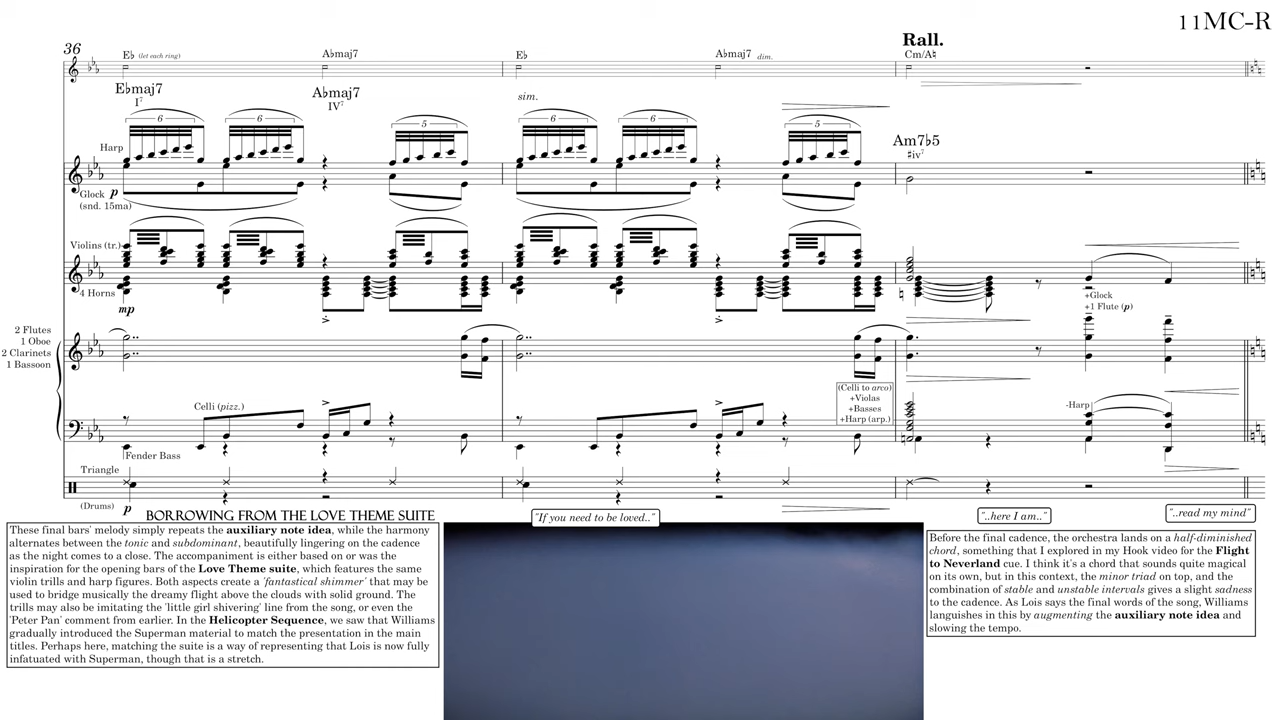 11MC-R
36
E♭ (let each ring)
A♭maj7
E♭
A♭maj7 dim.
Rall.
Cm/A♮
E♭maj7
I⁷
A♭maj7
IV⁷
sim.
Am7♭5
♯iv⁷
6
6
5
6
6
5
Harp
Glock p
(snd. 15ma)
Violins (tr.)
4 Horns
mp
+Glock
+1 Flute (p)
2 Flutes
1 Oboe
2 Clarinets
1 Bassoon
(Celli to arco)
+Violas
+Basses
+Harp (arp.)
Celli (pizz.)
-Harp
Fender Bass
Triangle
(Drums)
p
BORROWING FROM THE LOVE THEME SUITE
These final bars' melody simply repeats the auxiliary note idea, while the harmony
alternates between the tonic and subdominant, beautifully lingering on the cadence
as the night comes to a close. The accompaniment is either based on or was the
inspiration for the opening bars of the Love Theme suite, which features the same
violin trills and harp figures. Both aspects create a 'fantastical shimmer' that may be
used to bridge musically the dreamy flight above the clouds with solid ground. The
trills may also be imitating the 'little girl shivering' line from the song, or even the
'Peter Pan' comment from earlier. In the Helicopter Sequence, we saw that Williams
gradually introduced the Superman material to match the presentation in the main
titles. Perhaps here, matching the suite is a way of representing that Lois is now fully
infatuated with Superman, though that is a stretch.
"If you need to be loved.."
"..here I am.."
"..read my mind"
Before the final cadence, the orchestra lands on a half-diminished
chord, something that I explored in my Hook video for the Flight
to Neverland cue. I think it's a chord that sounds quite magical
on its own, but in this context, the minor triad on top, and the
combination of stable and unstable intervals gives a slight sadness
to the cadence. As Lois says the final words of the song, Williams
languishes in this by augmenting the auxiliary note idea and
slowing the tempo.